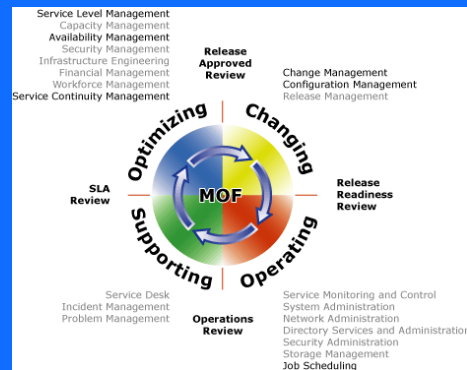 Service Level Management
Capacity Management
Availability Management
Security Management
Infrastructure Engineering
Financial Management
Workforce Management
Service Continuity Management
Release
Approved
Review
Change Management
Configuration Management
Release Management
Optimizing
Changing
SLA
Review
MOF
Release
Readiness
Review
Supporting
Operating
Service Desk
Incident Management
Problem Management
Operations
Review
Service Monitoring and Control
System Administration
Network Administration
Directory Services and Administration
Security Administration
Storage Management
Job Scheduling